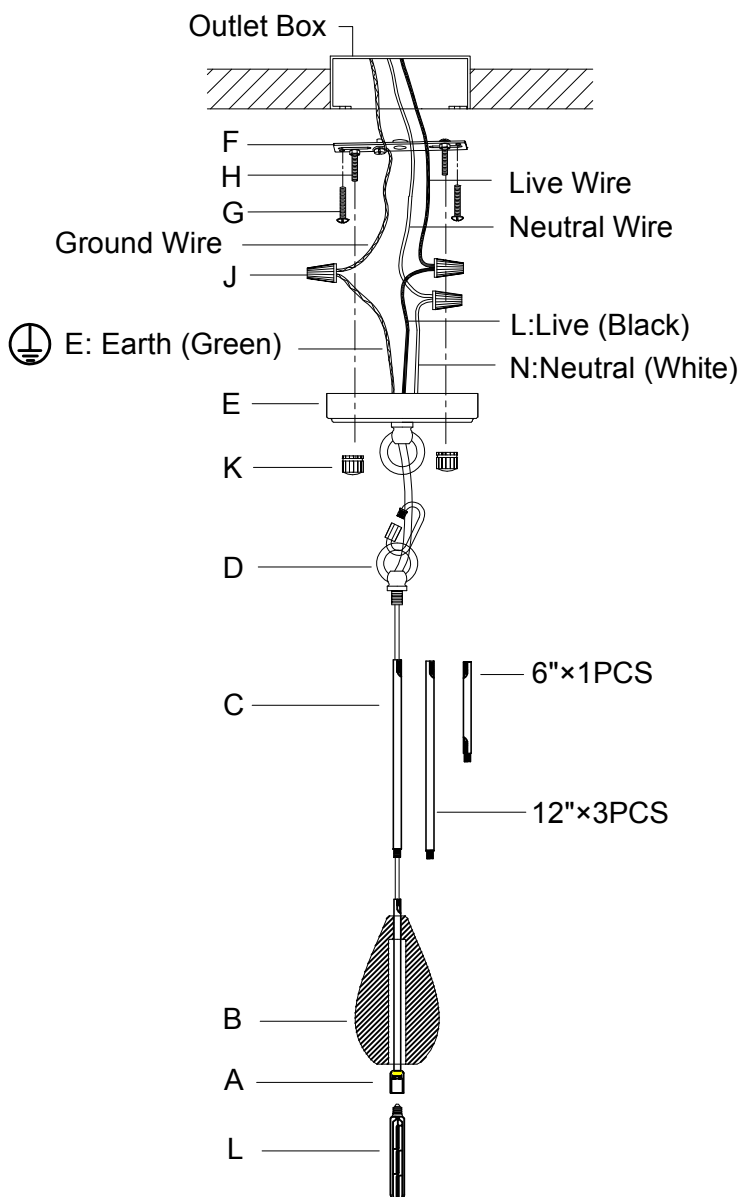 Outlet Box
F
H
G
Live Wire
Neutral Wire
Ground Wire
J
L:Live (Black)
E: Earth (Green)
N:Neutral (White)
E
K
D
6"×1PCS
C
12"×3PCS
B
A
L